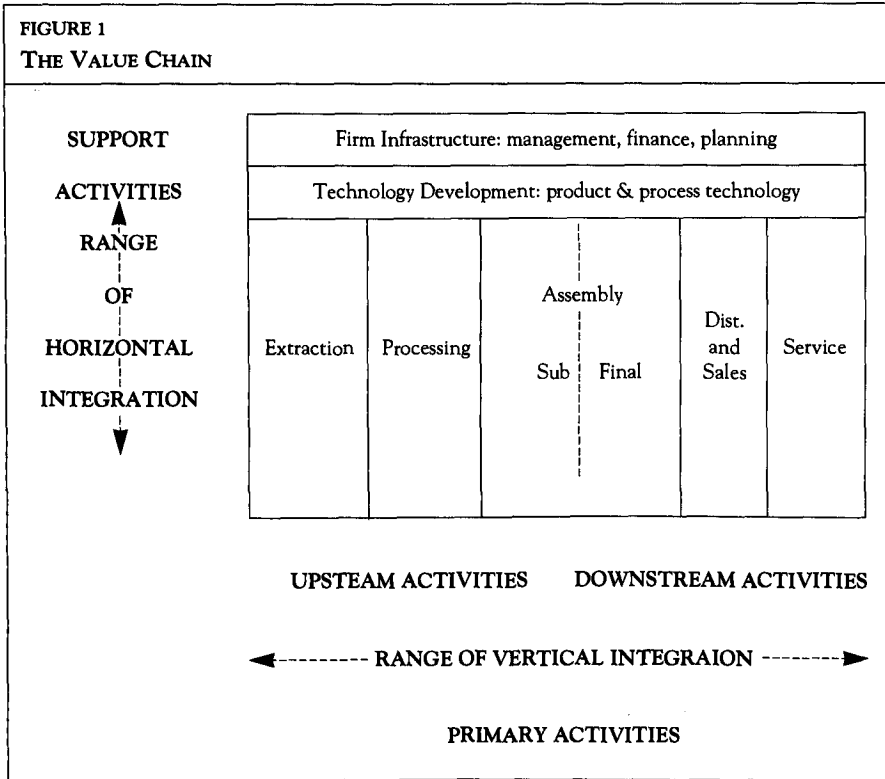 FIGURE 1
THE VALUE CHAIN
SUPPORT
ACTIVITIES
RANGE
OF
HORIZONTAL
INTEGRATION
Firm Infrastructure: management, finance, planning
Technology Development: product & process technology
Extraction
Processing
Assembly
Sub
Final
Dist.
and
Sales
Service
UPSTEAM ACTIVITIES
DOWNSTREAM ACTIVITIES
RANGE OF VERTICAL INTEGRAION
PRIMARY ACTIVITIES